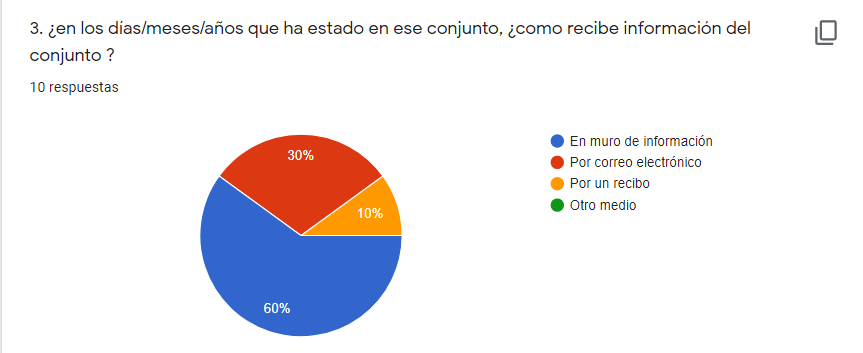 3. ¿en los días/meses/años que ha estado en ese conjunto, ¿como recibe información del
conjunto ?
10 respuestas
30%
10%
60%
En muro de información
Por correo electrónico
Por un recibo
Otro medio